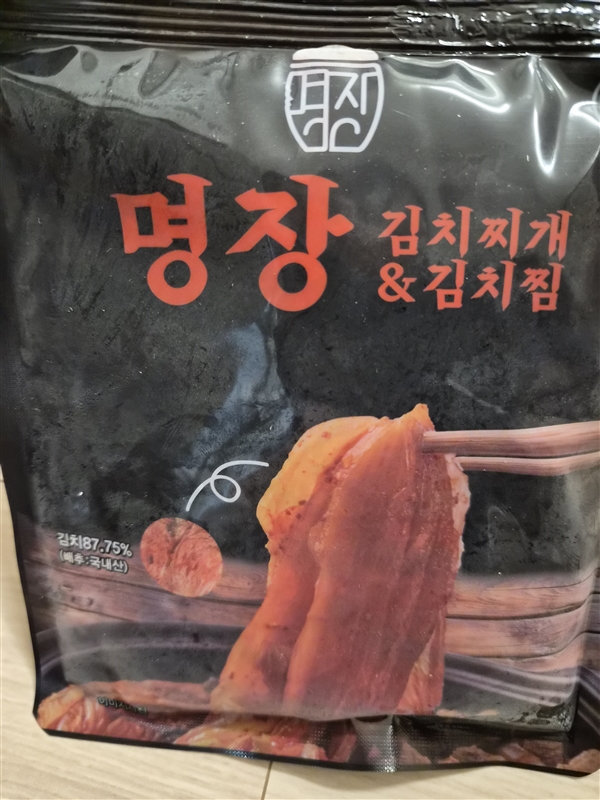 명장
명장 김치찌개
&김치찜
김치87.75%
(배추:국내산)